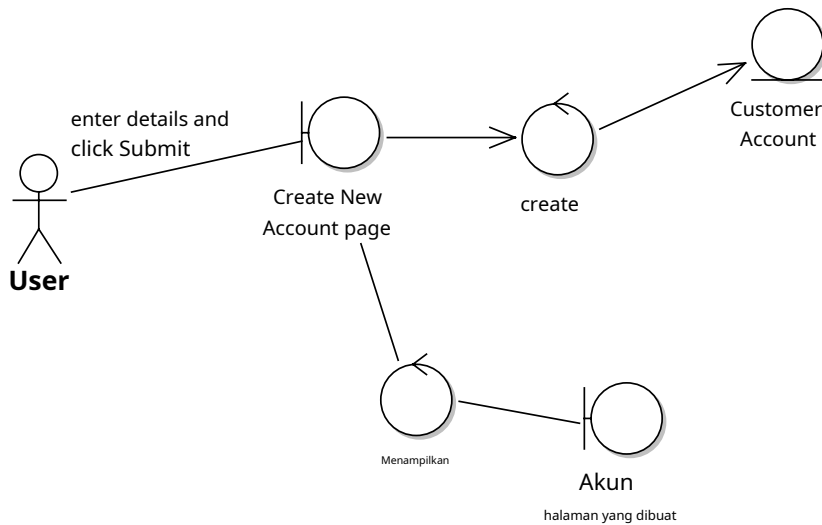 enter details and
click Submit
User
Create New
Account page
create
Customer
Account
Menampilkan
Akun
halaman yang dibuat